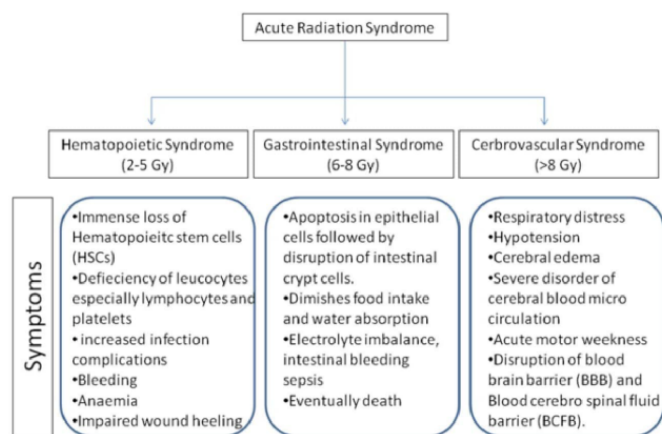 Acute Radiation Syndrome
Hematopoietic Syndrome
(2-5 Gy)
Gastrointestinal Syndrome
(6-8 Gy)
Cerbrovascular Syndrome
(>8 Gy)
Symptoms
•Immense loss of
Hematopoieitc stem cells
(HSCs)
•Defieciency of leucocytes
especially lymphocytes and
platelets
• increased infection
complications
•Bleeding
•Anaemia
•Impaired wound heeling
•Apoptosis in epithelial
cells followed by
disruption of intestinal
crypt cells.
•Dimishes food intake
and water absorption
•Electrolyte imbalance,
intestinal bleeding
sepsis
•Eventually death
•Respiratory distress
•Hypotension
•Cerebral edema
•Severe disorder of
cerebral blood micro
circulation
•Acute motor weekness
•Disruption of blood
brain barrier (BBB) and
Blood cerebro spinal fluid
barrier (BCFB).